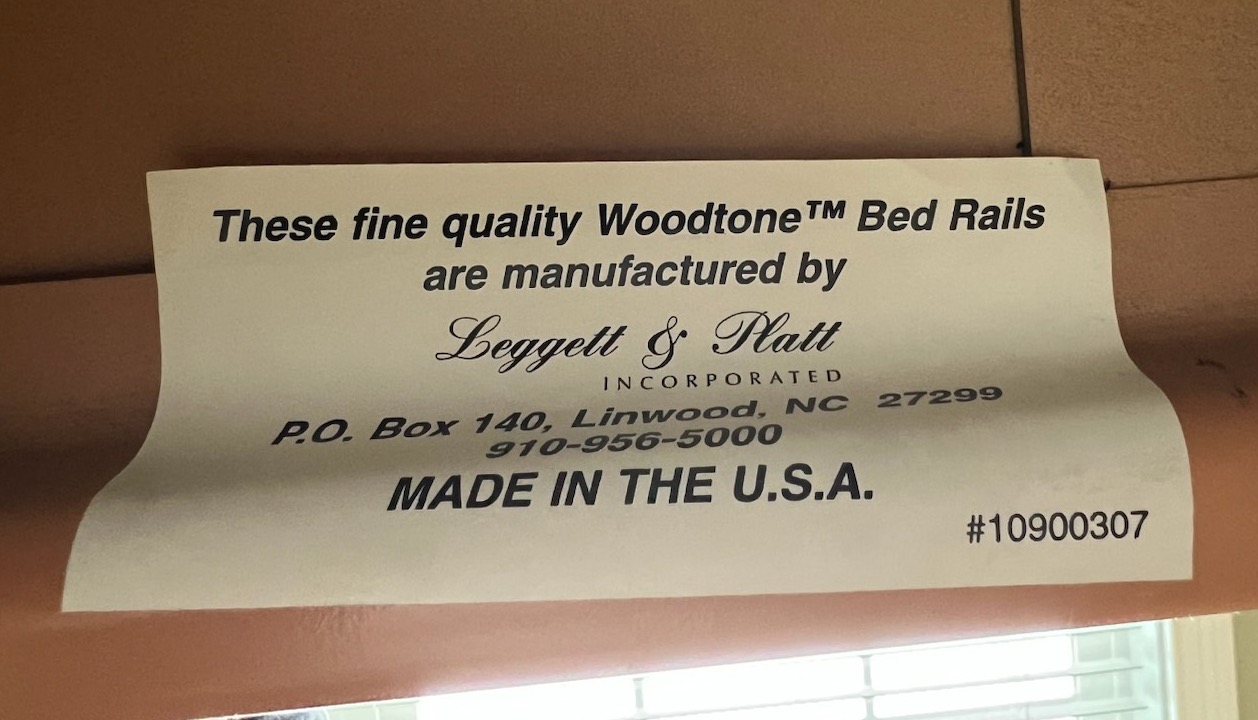 These fine quality Woodtone™ Bed Rails
are manufactured by
Leggett & Platt
INCORPORATED
P.O. Box 140, Linwood, NC 27299
910-956-5000
MADE IN THE U.S.A.
#10900307